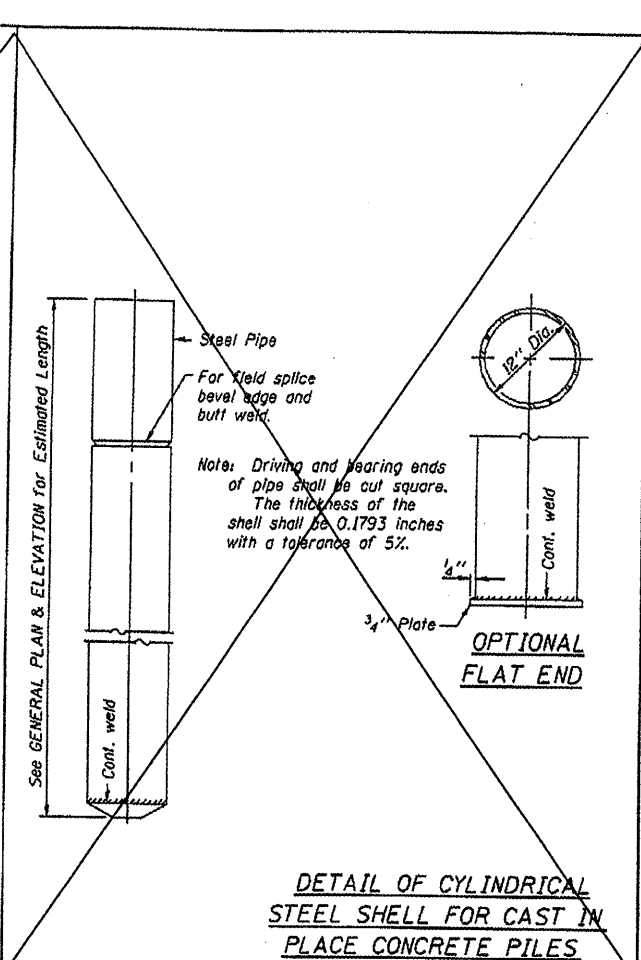 See GENERAL PLAN & ELEVATION for Estimated Length
Steel Pipe
For field splice
bevel edge and
butt weld.
Note: Driving and bearing ends
of pipe shall be cut square.
The thickness of the
shell shall be 0.1793 inches
with a tolerance of 5%.
Cont. weld
12" Dia.
Cont. weld
1/4"
3/4" Plate
OPTIONAL
FLAT END
DETAIL OF CYLINDRICAL
STEEL SHELL FOR CAST IN
PLACE CONCRETE PILES